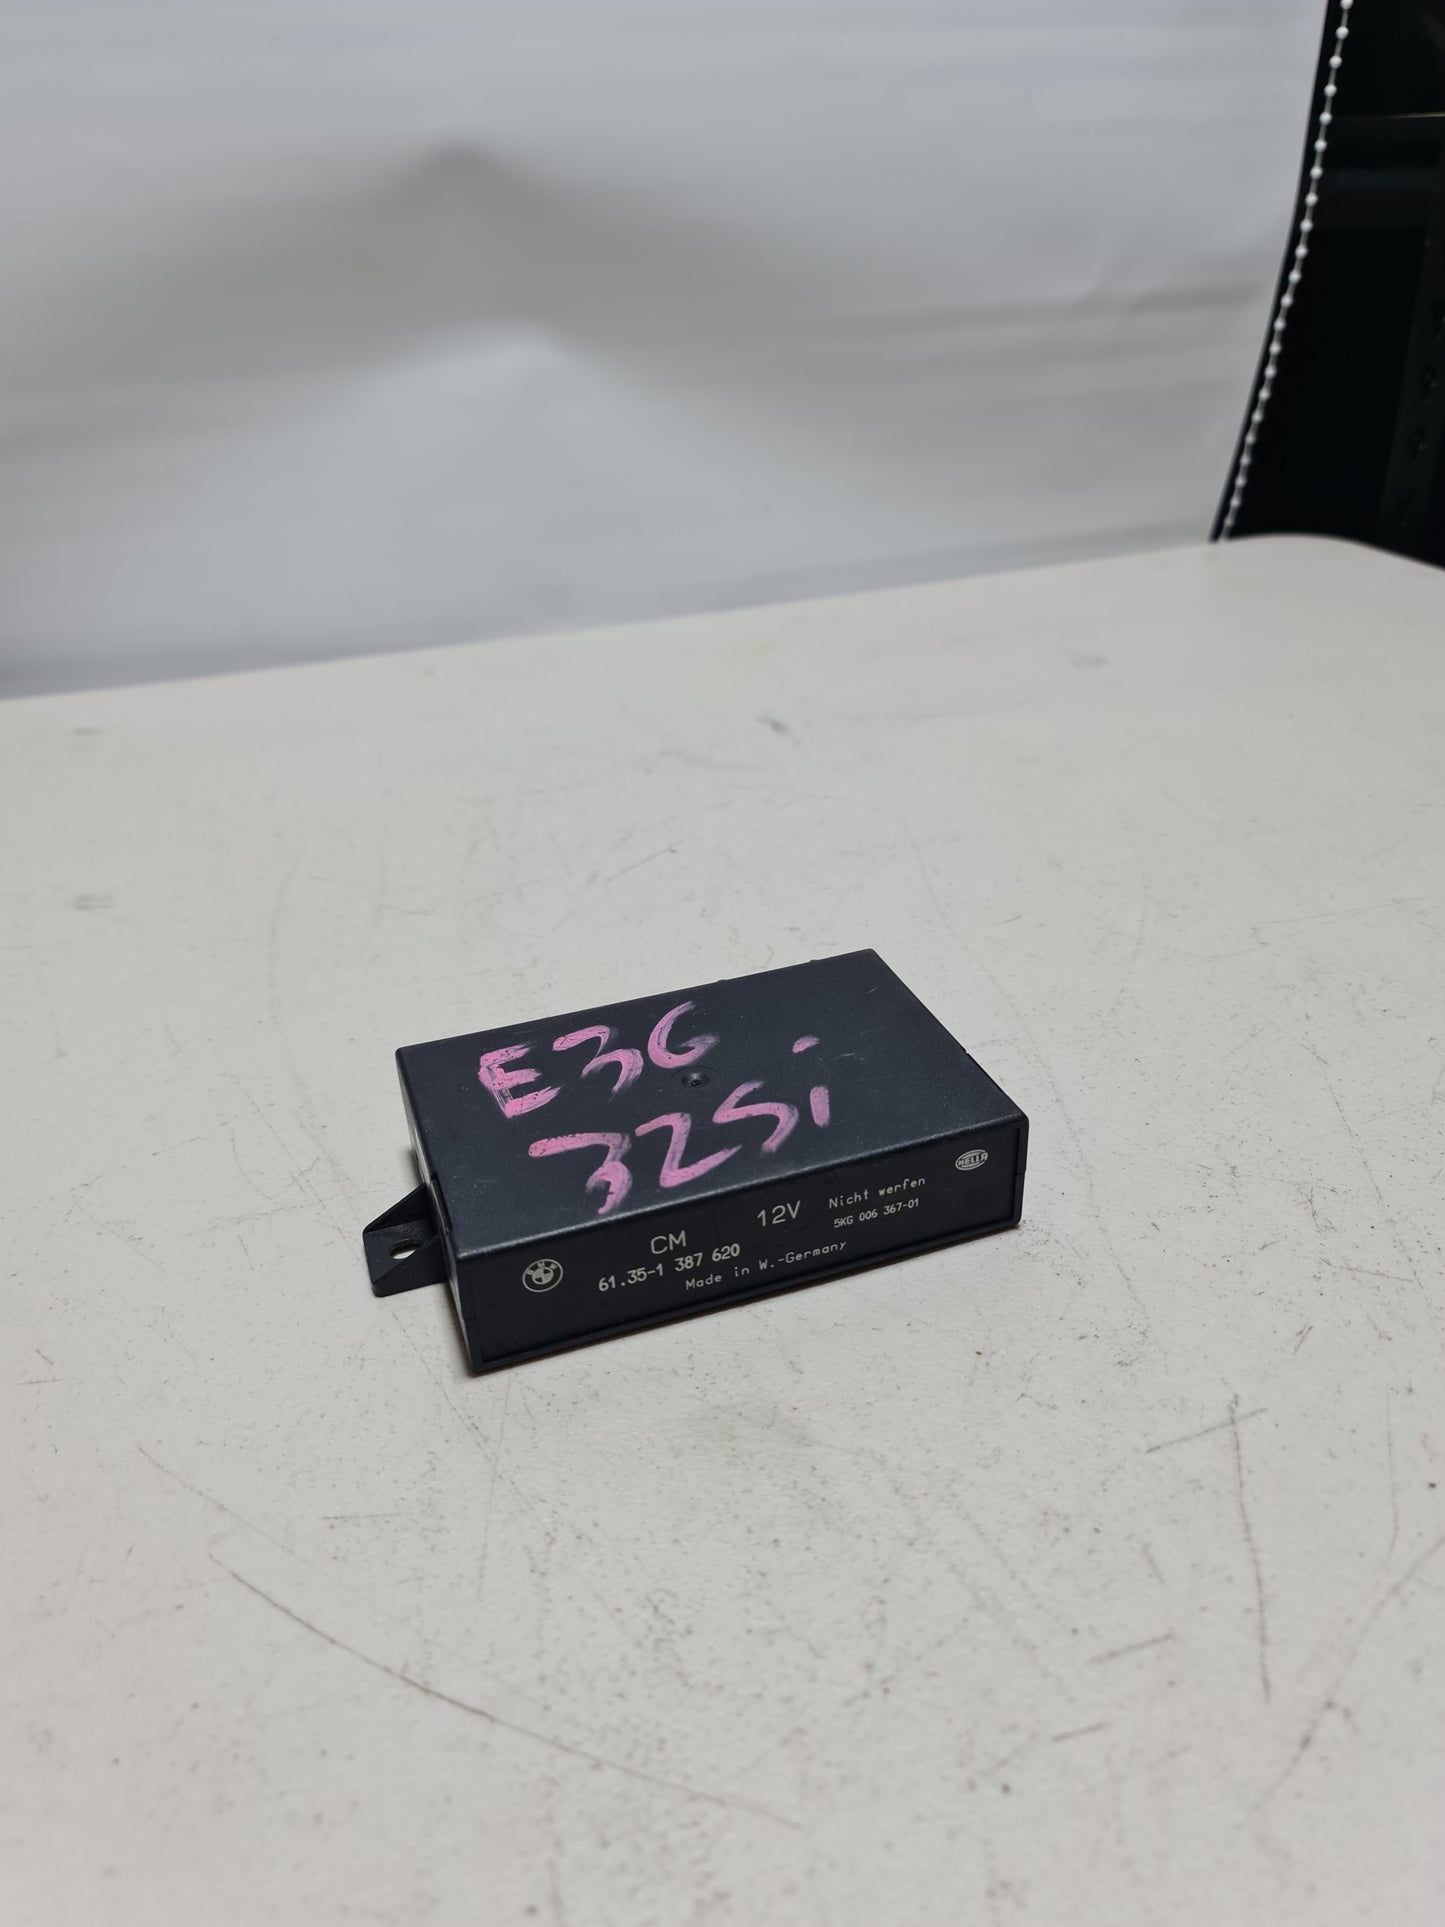 E36
325i
CM
12V
Nicht werfen
5KG 006 367-01
61.35-1 387 620
Made in W.-Germany
HELLA
BMW